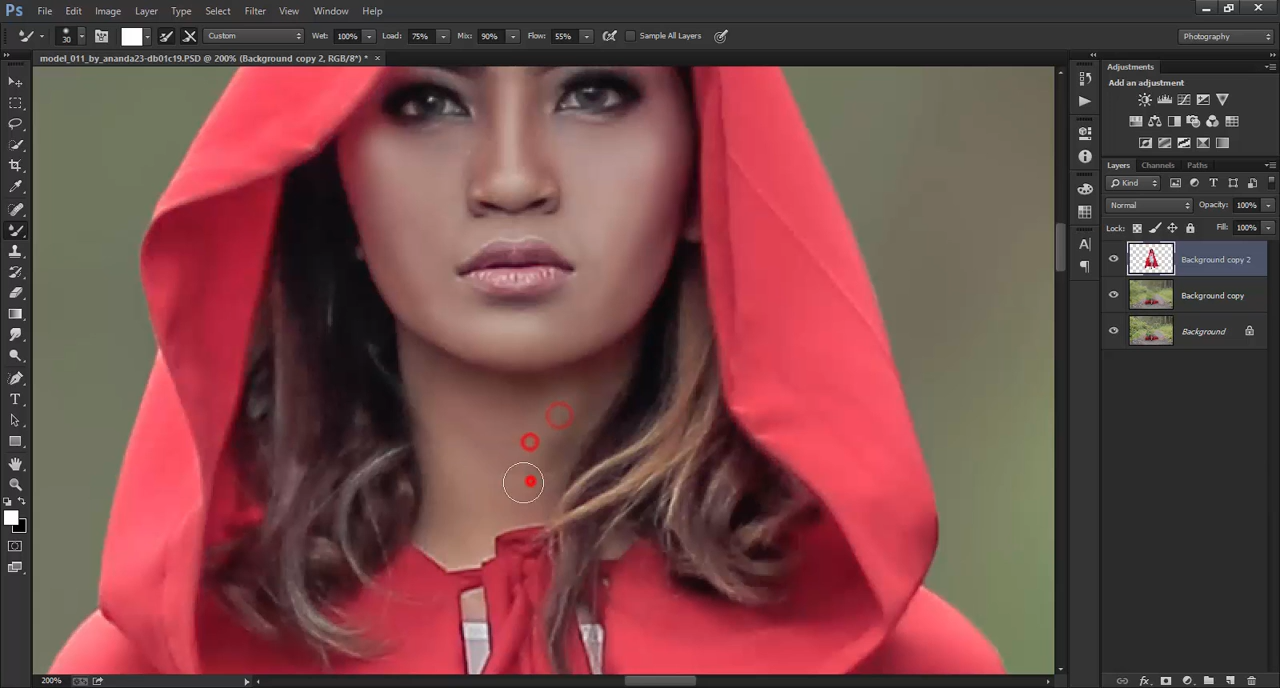 Ps File Edit Image Layer Type Select Filter View Window Help
30 Custom Wet: 100% Load: 75% Mix: 90% Flow: 55% Sample All Layers Photography
model_011_by_ananda23-db01c19.PSD @ 200% (Background copy 2, RGB/8*) * ×
Adjustments
Add an adjustment
Layers Channels Paths
Kind
Normal Opacity: 100%
Lock: Fill: 100%
Background copy 2
Background copy
Background
200%